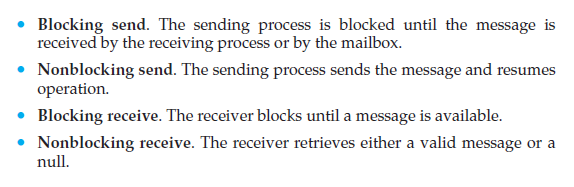 • Blocking send. The sending process is blocked until the message is
received by the receiving process or by the mailbox.
• Nonblocking send. The sending process sends the message and resumes
operation.
• Blocking receive. The receiver blocks until a message is available.
• Nonblocking receive. The receiver retrieves either a valid message or a
null.